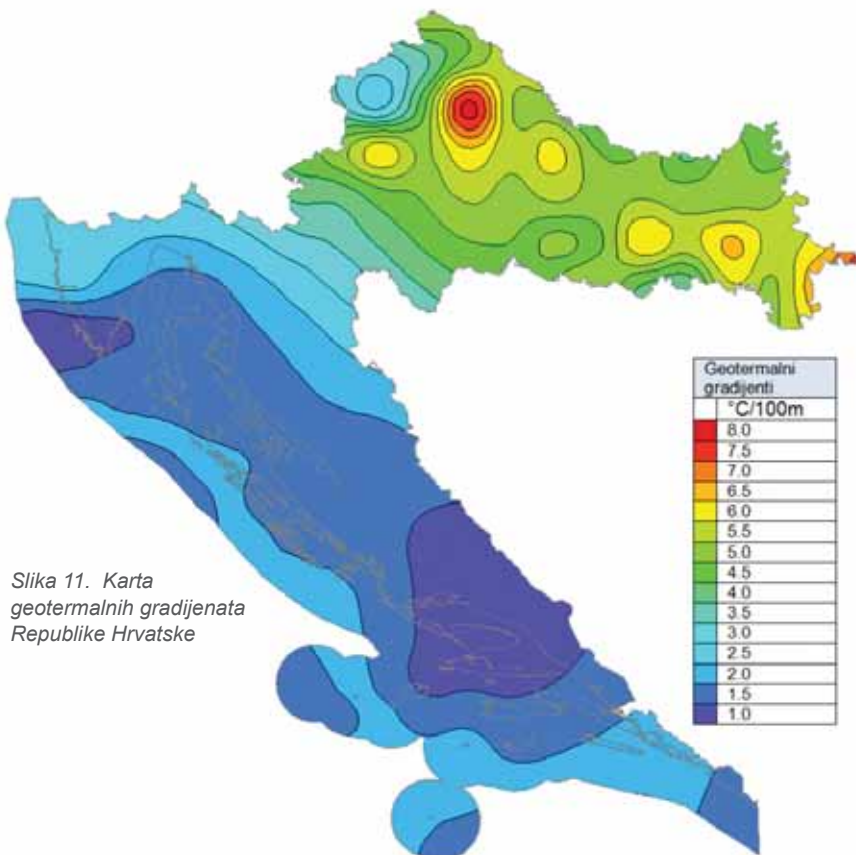 Geotermalni
gradijenti
°C/100m
8.0
7.5
7.0
6.5
6.0
5.5
5.0
4.5
4.0
3.5
3.0
2.5
2.0
1.5
1.0
Slika 11. Karta
geotermalnih gradijenata
Republike Hrvatske